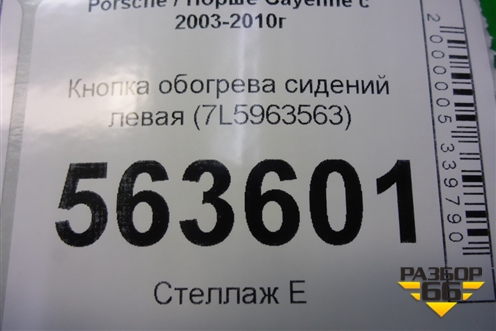 Porsche / Порше Cayenne с
2003-2010г
Кнопка обогрева сидений
левая (7L5963563)
563601
Стеллаж Е
2000005339790
РАЗБОР
66